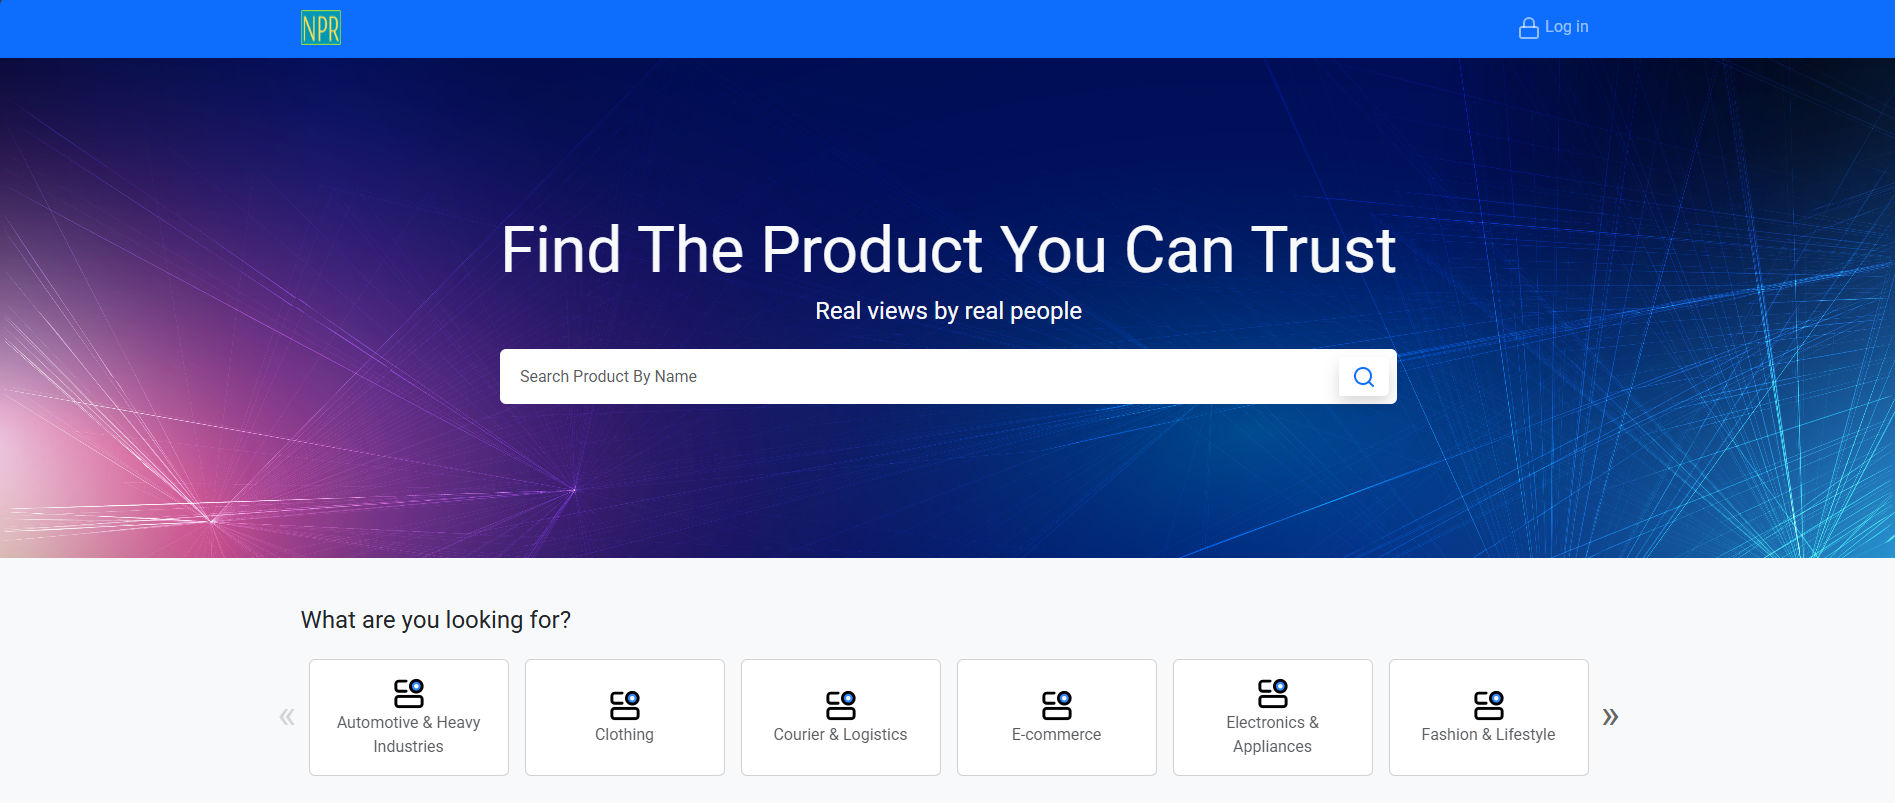 NPR
Log in
Find The Product You Can Trust
Real views by real people
Search Product By Name
What are you looking for?
«
Automotive & Heavy
Industries
Clothing
Courier & Logistics
E-commerce
Electronics &
Appliances
Fashion & Lifestyle
»